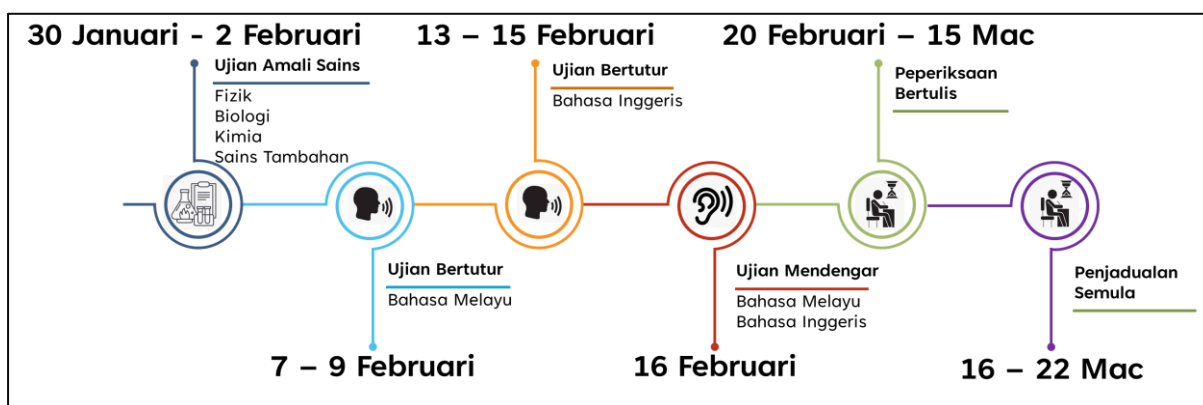 30 Januari - 2 Februari
Ujian Amali Sains
Fizik
Biologi
Kimia
Sains Tambahan
7 – 9 Februari
Ujian Bertutur
Bahasa Melayu
13 – 15 Februari
Ujian Bertutur
Bahasa Inggeris
16 Februari
Ujian Mendengar
Bahasa Melayu
Bahasa Inggeris
20 Februari – 15 Mac
Peperiksaan
Bertulis
16 – 22 Mac
Penjadualan
Semula